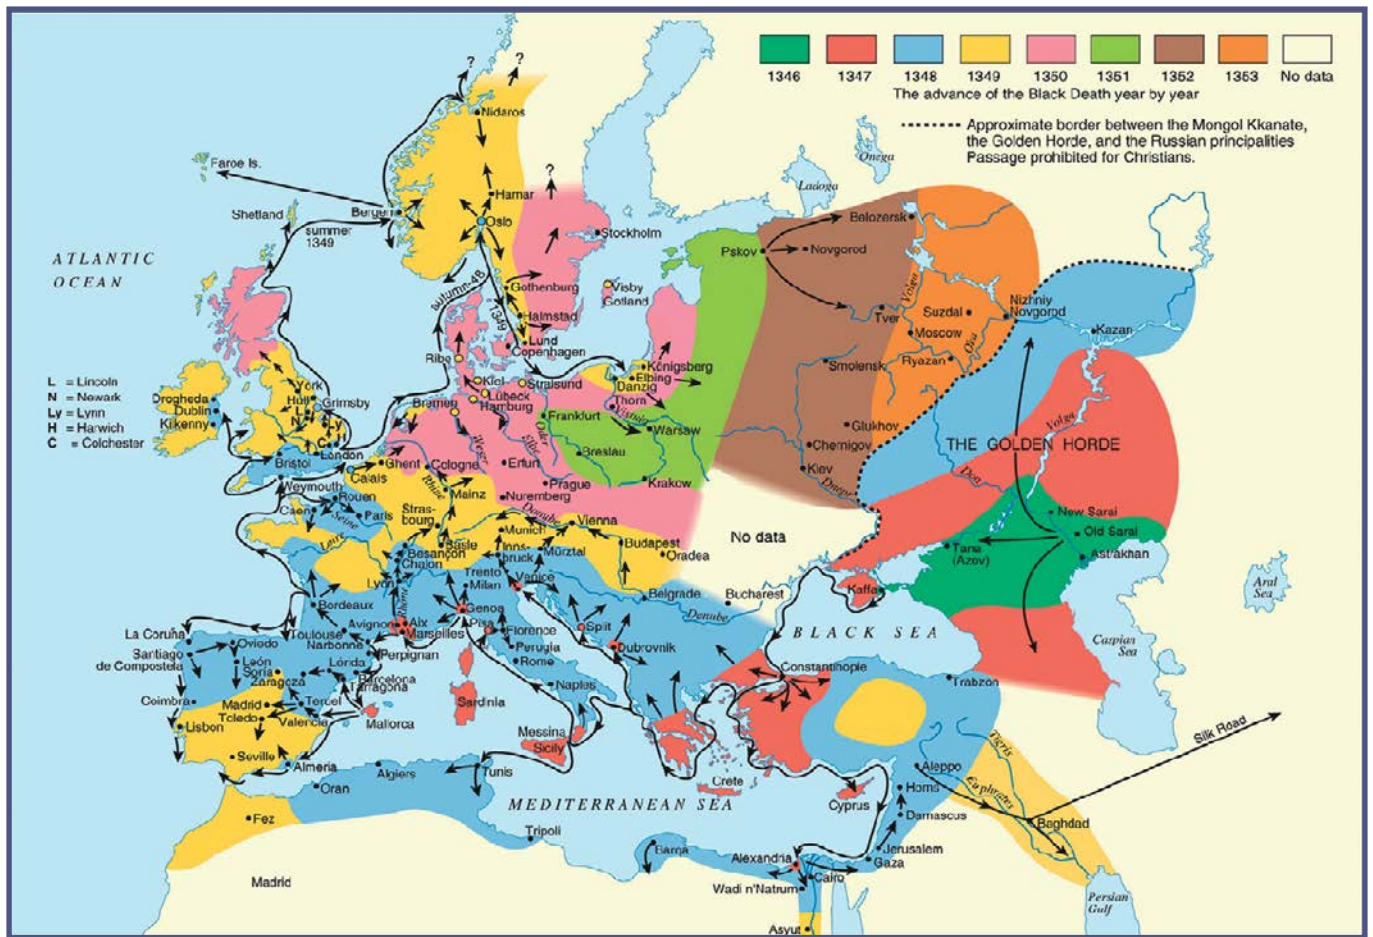 1346 1347 1348 1349 1350 1351 1352 1353 No data
The advance of the Black Death year by year
Approximate border between the Mongol Kkanate,
the Golden Horde, and the Russian principalities
Passage prohibited for Christians.
?
?
Nidaros
Onega
Ladoga
Faroe Is.
?
Hamar
Shetland
Bergen
Oslo
summer
1349
Stockholm
Belozersk
Pskov
Novgorod
ATLANTIC
OCEAN
autumn-48
1349
Gothenburg
Visby
Gotland
Halmstad
Lund
Copenhagen
Volga
Tver
Suzdal
Nizhniy
Novgorod
Moscow
Kazan
Oka
Ribe
Königsberg
Elbing
Danzig
Thorn
Smolensk
Ryazan
L = Lincoln
N = Newark
Ly = Lynn
H = Harwich
C = Colchester
York
Hull
Grimsby
L
N
Ly
H
C
Drogheda
Dublin
Kilkenny
Kiel
Stralsund
Lübeck
Hamburg
Bremen
Frankfurt
Vistula
Warsaw
Glukhov
Chernigov
THE GOLDEN HORDE
Volga
London
Bristol
Weser
Elbe
Oder
Breslau
Kiev
Don
Ghent
Cologne
Erfurt
Calais
Weymouth
Rouen
Rhine
Mainz
Prague
Krakow
Dnepr
Nuremberg
Caen
Seine
Paris
Stras-
bourg
Danube
Vienna
Munich
New Sarai
Old Sarai
No data
Loire
Basle
Besançon
Chalon
Inns-
bruck
Mürztal
Budapest
Oradea
Tana
(Azov)
Astrakhan
Lyon
Trento
Milan
Venice
Kaffa
Aral
Sea
Bordeaux
Rhône
Genoa
Belgrade
Bucharest
Danube
Avignon
Aix
Marseilles
Pisa
Florence
Split
BLACK SEA
La Coruña
Oviedo
Toulouse
Narbonne
Perugia
Dubrovnik
Caspian
Sea
Santiago
de Compostela
León
Soria
Zaragoza
Lérida
Perpignan
Rome
Constantinople
Barcelona
Tarragona
Trabzon
Coimbra
Madrid
Teruel
Naples
Sardinia
Toledo
Valencia
Mallorca
Lisbon
Messina
Sicily
Silk Road
Tigris
Seville
Almeria
Algiers
Tunis
Crete
Aleppo
Oran
Cyprus
Homs
Euphrates
MEDITERRANEAN SEA
Damascus
Baghdad
Fez
Tripoli
Barqa
Jerusalem
Gaza
Alexandria
Cairo
Wadi n'Natrum
Madrid
Persian
Gulf
Asyut